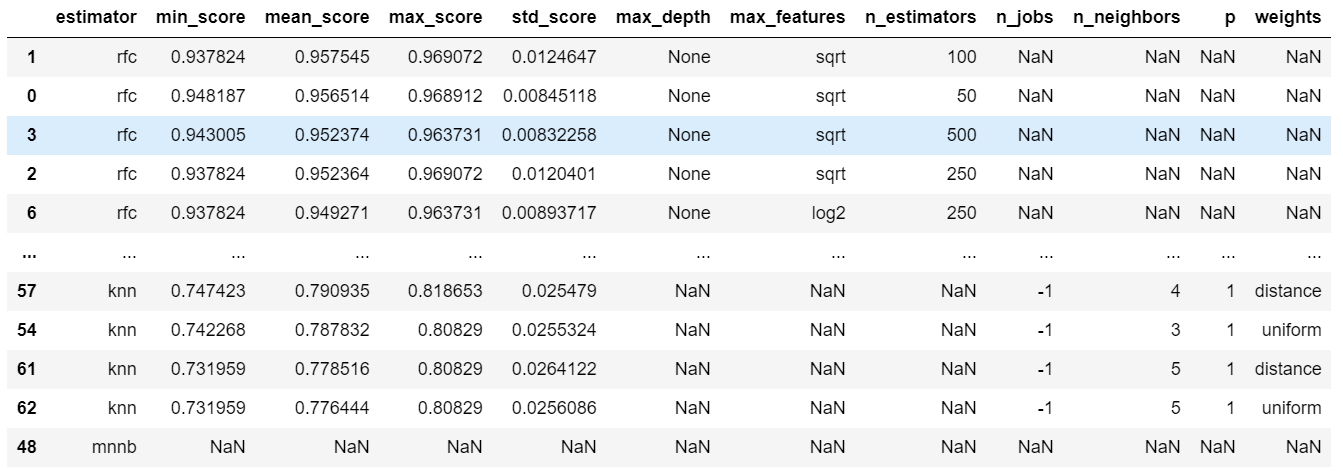 estimator min_score mean_score max_score std_score max_depth max_features n_estimators n_jobs n_neighbors p weights
1 rfc 0.937824 0.957545 0.969072 0.0124647 None sqrt 100 NaN NaN NaN NaN
0 rfc 0.948187 0.956514 0.968912 0.00845118 None sqrt 50 NaN NaN NaN NaN
3 rfc 0.943005 0.952374 0.963731 0.00832258 None sqrt 500 NaN NaN NaN NaN
2 rfc 0.937824 0.952364 0.969072 0.0120401 None sqrt 250 NaN NaN NaN NaN
6 rfc 0.937824 0.949271 0.963731 0.00893717 None log2 250 NaN NaN NaN NaN
... ... ... ... ... ... ... ... ... ... ... ... ...
57 knn 0.747423 0.790935 0.818653 0.025479 NaN NaN NaN -1 4 1 distance
54 knn 0.742268 0.787832 0.80829 0.0255324 NaN NaN NaN -1 3 1 uniform
61 knn 0.731959 0.778516 0.80829 0.0264122 NaN NaN NaN -1 5 1 distance
62 knn 0.731959 0.776444 0.80829 0.0256086 NaN NaN NaN -1 5 1 uniform
48 mnnb NaN NaN NaN NaN NaN NaN NaN NaN NaN NaN NaN